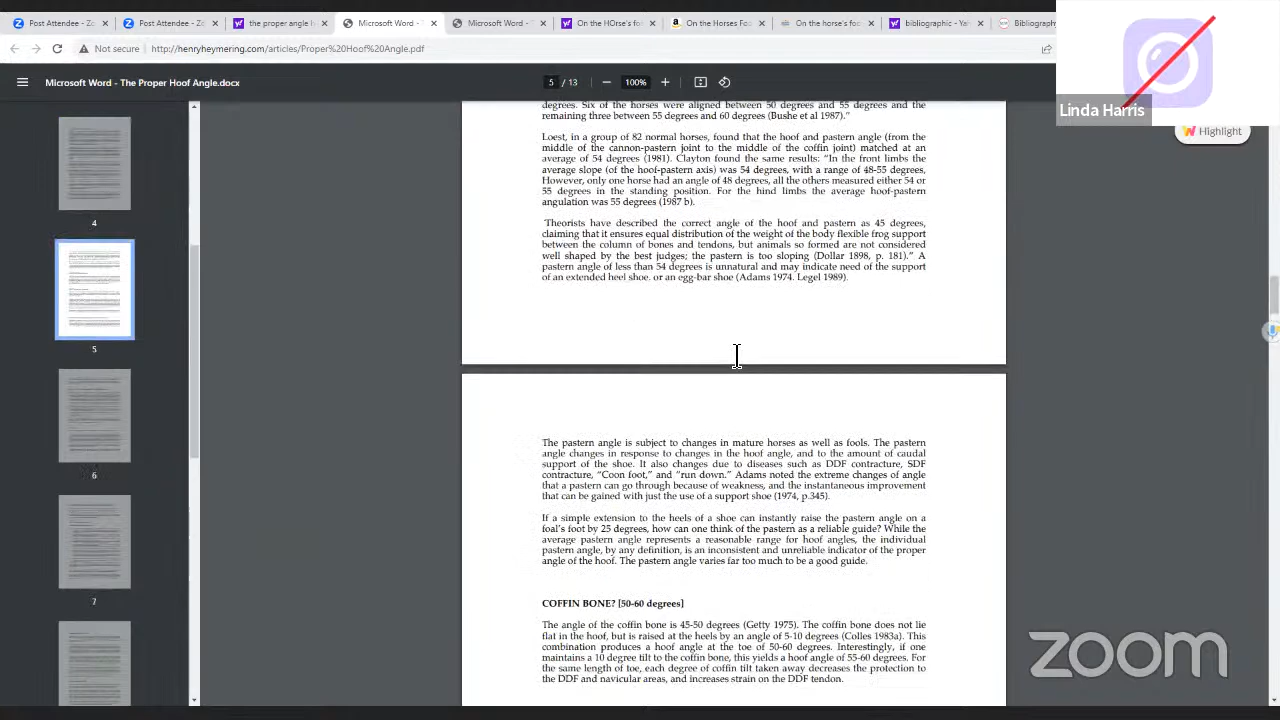 Post Attendee - Zo
Post Attendee - Zo
the proper angle h
Microsoft Word - T
Microsoft Word - T
On the HOrse's fo
On the Horses Foo
On the horse's foo
bibliographic - Yah
Bibliography
Not secure
http://henryheymering.com/articles/Proper%20Hoof%20Angle.pdf
Microsoft Word - The Proper Hoof Angle.docx
5 / 13
100%
Linda Harris
Highlight
4
5
6
7
degrees. Six of the horses were aligned between 50 degrees and 55 degrees and the
remaining three between 55 degrees and 60 degrees (Bushe et al 1987)."
Loest, in a group of 82 normal horses, found that the hoof and pastern angle (from the
middle of the cannon-pastern joint to the middle of the coffin joint) matched at an
average of 54 degrees (1981). Clayton found the same results: "In the front limbs the
average slope (of the hoof-pastern axis) was 54 degrees, with a range of 48-55 degrees,
However, only one horse had an angle of 48 degrees, all the others measured either 54 or
55 degrees in the standing position. For the hind limbs the average hoof-pastern
angulation was 55 degrees (1987 b).
'Theorists have described the correct angle of the hoof and pastern as 45 degrees,
claiming that it ensures equal distribution of the weight of the body flexible frog support
between the column of bones and tendons, but animals so formed are not considered
well shaped by the best judges; the pastern is too sloping (Dollar 1898, p. 181)." A
pastern angle of less than 54 degrees is unnatural and may indicate need of the support
of an extended heel shoe. or an egg-bar shoe (Adams 1974. Legel 1989).
The pastern angle is subject to changes in mature horses as well as fools. The pastern
angle changes in response to changes in the hoof angle, and to the amount of caudal
support of the shoe. It also changes due to diseases such as DDF contracture, SDF
contracture, "Coon foot," and "run down." Adams noted the extreme changes of angle
that a pastern can go through because of weakness, and the instantaneous improvement
that can be gained with just the use of a support shoe (1974, p.345).
If a simple extension to the heels of a shoe can instantly raise the pastern angle on a
foal's foot by 25 degrees, how can one think of the pastern as a reliable guide? While the
average pastern angle represents a reasonable range for hoof angles, the individual
pastern angle, by any definition, is an inconsistent and unreliable indicator of the proper
angle of the hoof. The pastern angle varies far too much to be a good guide.
COFFIN BONE? [50-60 degrees]
The angle of the coffin bone is 45-50 degrees (Getty 1975). The coffin bone does not lie
flat in the hoof, but is raised at the heels by an angle of 5-10 degrees (Colles 1983a). This
combination produces a hoof angle at the toe of 50-60 degrees. Interestingly, if one
maintains a 10 degree tilt to the coffin bone, this yields a hoof angle of 55-60 degrees. For
the same length of toe, each degree of coffin tilt taken away decreases the protection to
the DDF and navicular areas, and increases strain on the DDF tendon.
zoom